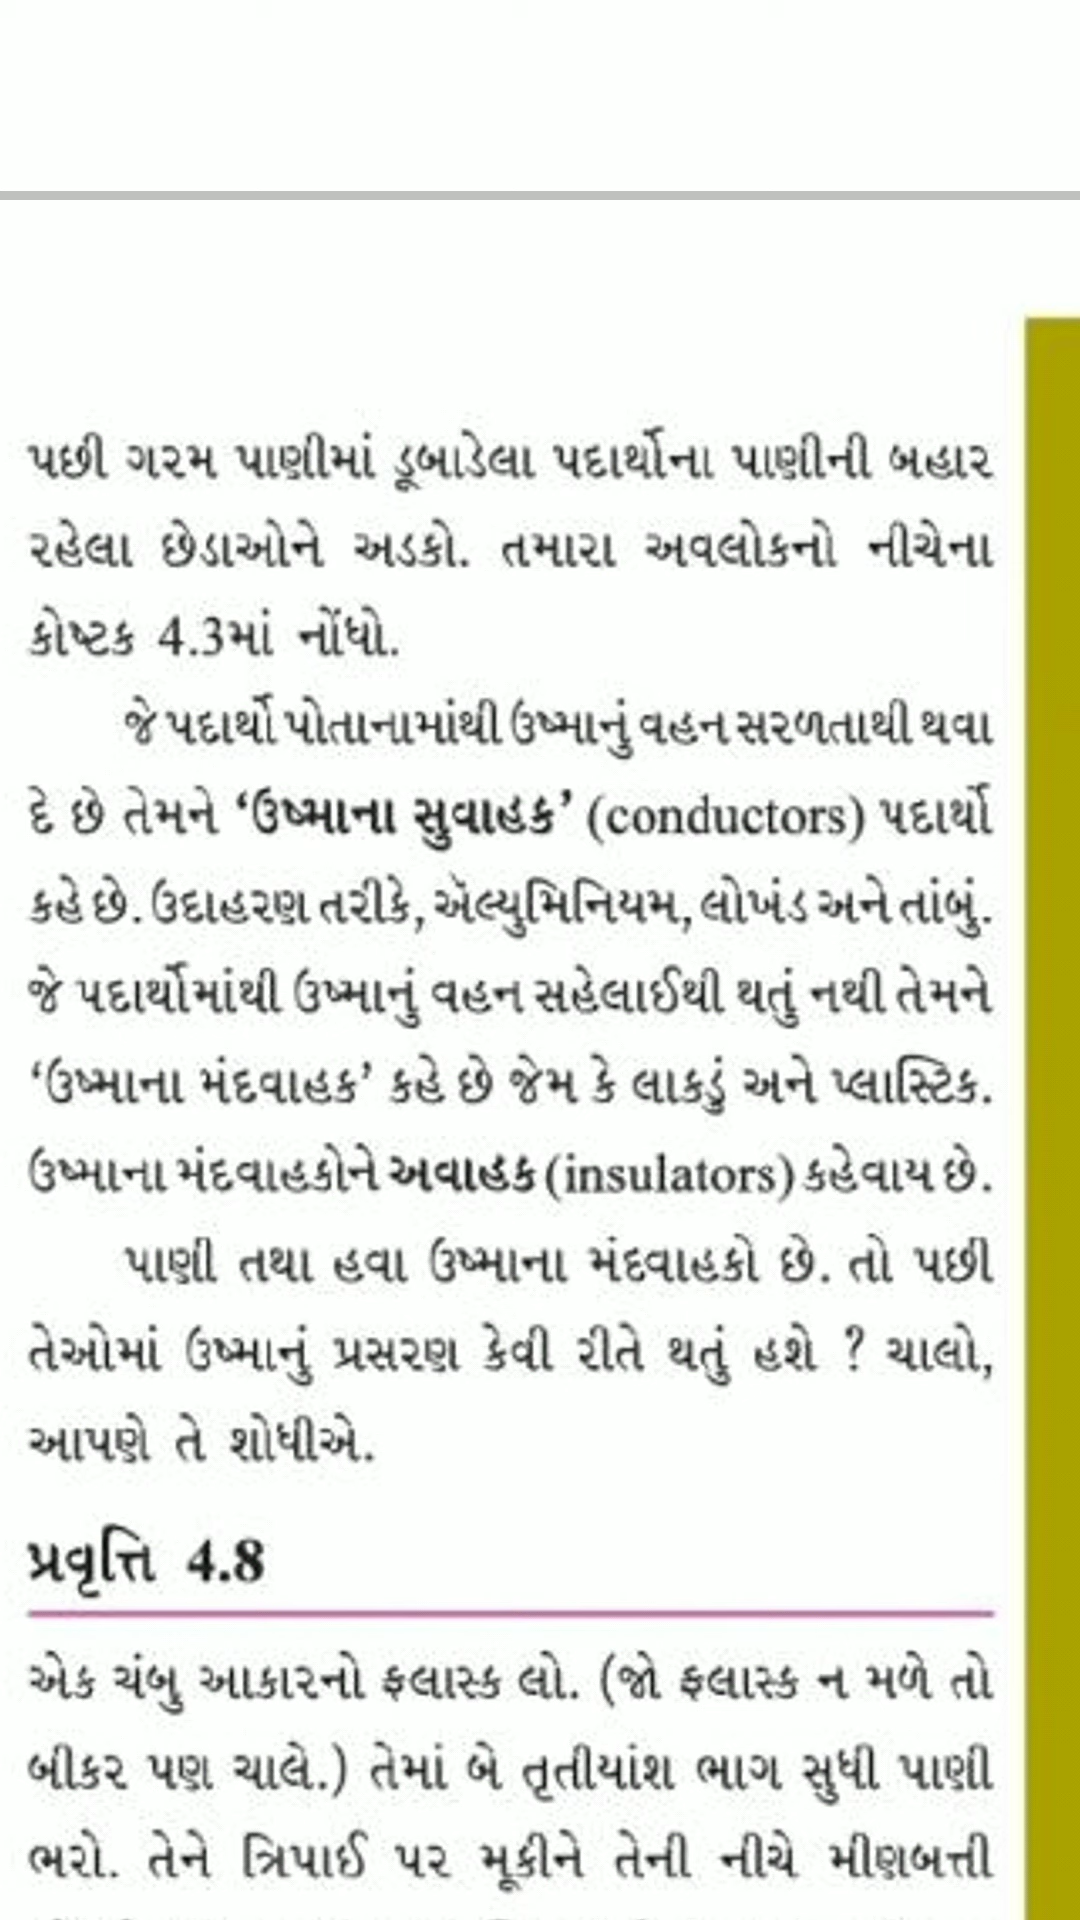 પછી ગરમ પાણીમાં ડૂબાડેલા પદાર્થોના પાણીની બહાર
રહેલા છેડાઓને અડકો. તમારા અવલોકનો નીચેના
કોષ્ટક 4.3માં નોંધો.
જે પદાર્થો પોતાનામાંથી ઉષ્માનું વહન સરળતાથી થવા
દે છે તેમને ‘ઉષ્માના સુવાહક’ (conductors) પદાર્થો
કહે છે. ઉદાહરણ તરીકે, ઍલ્યુમિનિયમ, લોખંડ અને તાંબું.
જે પદાર્થોમાંથી ઉષ્માનું વહન સહેલાઈથી થતું નથી તેમને
‘ઉષ્માના મંદવાહક’ કહે છે જેમ કે લાકડું અને પ્લાસ્ટિક.
ઉષ્માના મંદવાહકોને અવાહક (insulators) કહેવાય છે.
પાણી તથા હવા ઉષ્માના મંદવાહકો છે. તો પછી
તેઓમાં ઉષ્માનું પ્રસરણ કેવી રીતે થતું હશે ? ચાલો,
આપણે તે શોધીએ.
પ્રવૃત્તિ 4.8
એક ચંબુ આકારનો ફ્લાસ્ક લો. (જો ફ્લાસ્ક ન મળે તો
બીકર પણ ચાલે.) તેમાં બે તૃતીયાંશ ભાગ સુધી પાણી
ભરો. તેને ત્રિપાઈ પર મૂકીને તેની નીચે મીણબત્તી